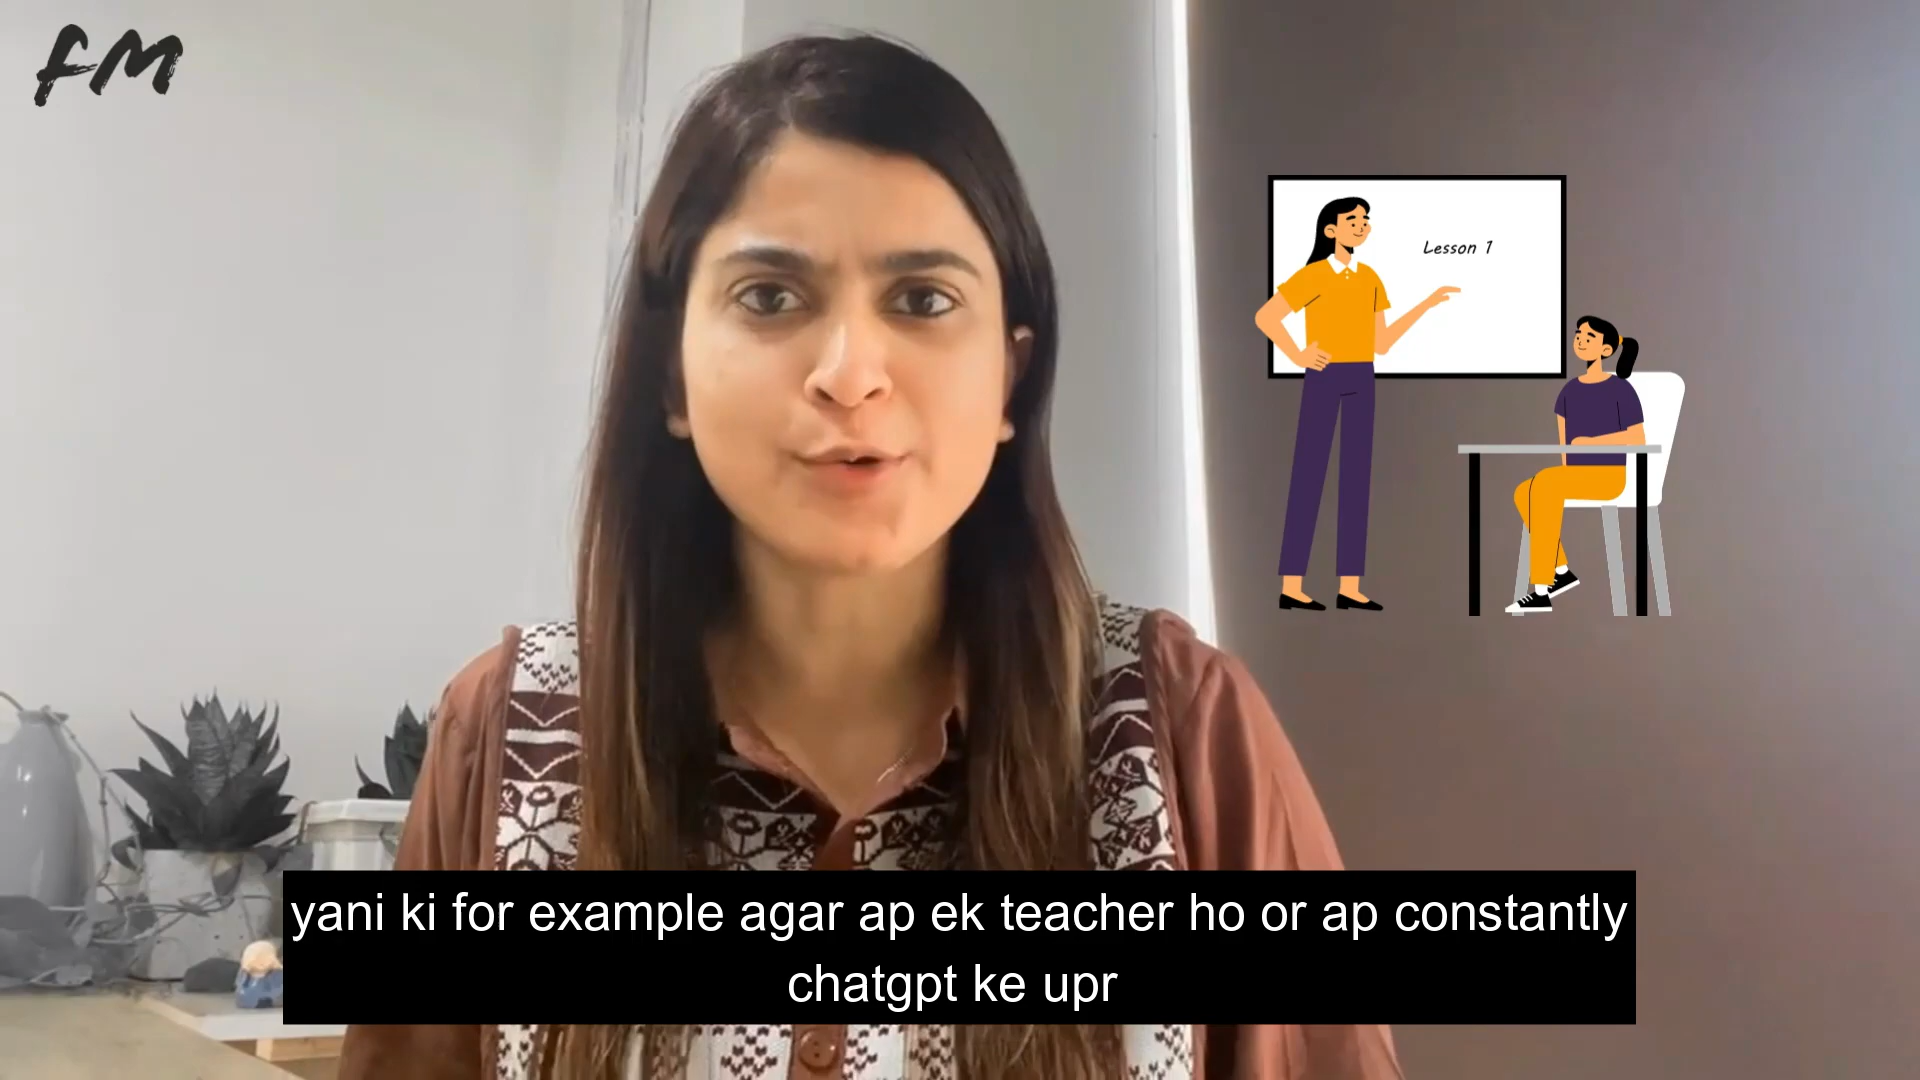 FM
Lesson 1
yani ki for example agar ap ek teacher ho or ap constantly
chatgpt ke upr